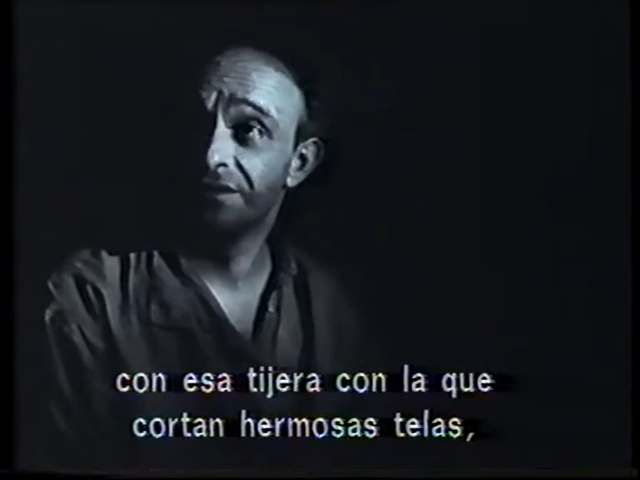 con esa tijera con la que
cortan hermosas telas,